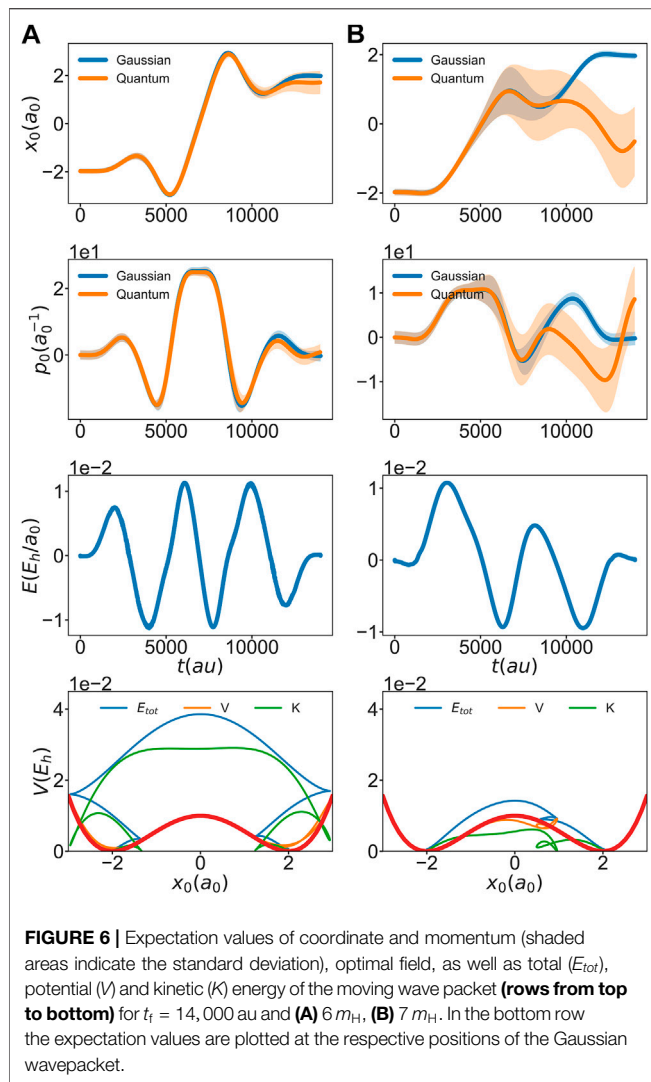 A
B
Gaussian
Quantum
x₀(a₀)
2
0
−2
0
5000
10000
Gaussian
Quantum
2
0
−2
0
5000
10000
1e1
Gaussian
Quantum
p₀(a₀⁻¹)
2
0
0
5000
10000
1e1
Gaussian
Quantum
1
0
−1
0
5000
10000
1e−2
E(Eₕ/a₀)
1
0
−1
0
5000
10000
t(au)
1e−2
1
0
−1
0
5000
10000
t(au)
1e−2
E_tot V K
V(Eₕ)
4
2
0
−2
0
2
x₀(a₀)
1e−2
E_tot V K
4
2
0
−2
0
2
x₀(a₀)
FIGURE 6 | Expectation values of coordinate and momentum (shaded
areas indicate the standard deviation), optimal field, as well as total (E_tot),
potential (V) and kinetic (K) energy of the moving wave packet (rows from top
to bottom) for t_f = 14,000 au and (A) 6 m_H, (B) 7 m_H. In the bottom row
the expectation values are plotted at the respective positions of the Gaussian
wavepacket.